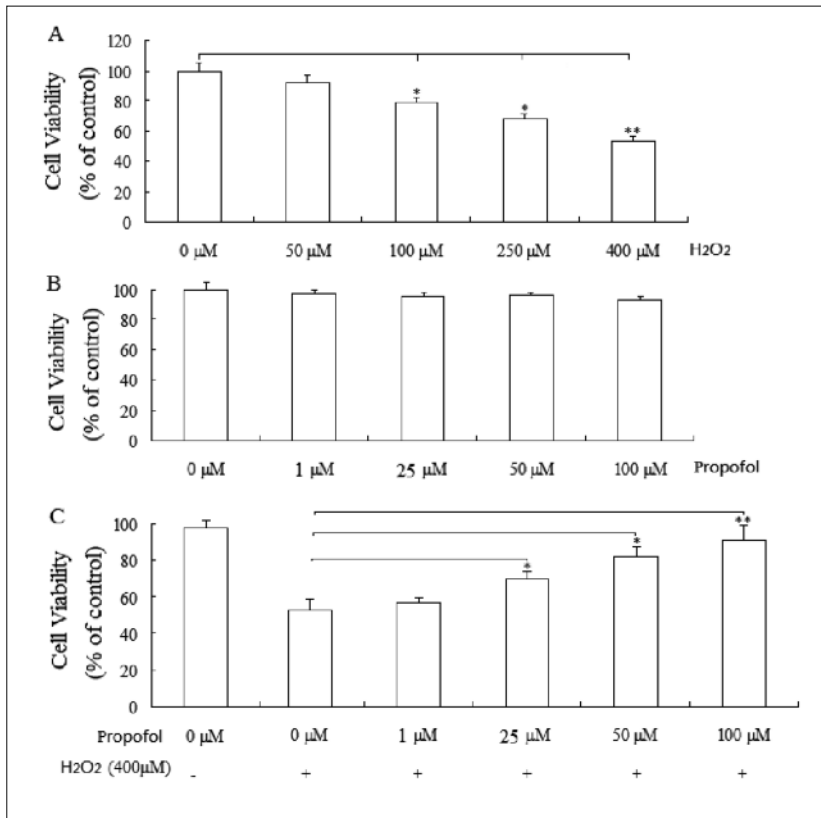 A
120
100
80
60
40
20
0
Cell Viability
(% of control)
*
*
**
0 μM 50 μM 100 μM 250 μM 400 μM H2O2
B
100
80
60
40
20
0
Cell Viability
(% of control)
0 μM 1 μM 25 μM 50 μM 100 μM Propofol
C
100
80
60
40
20
0
Cell Viability
(% of control)
*
*
**
Propofol 0 μM 0 μM 1 μM 25 μM 50 μM 100 μM
H2O2 (400μM) - + + + + +